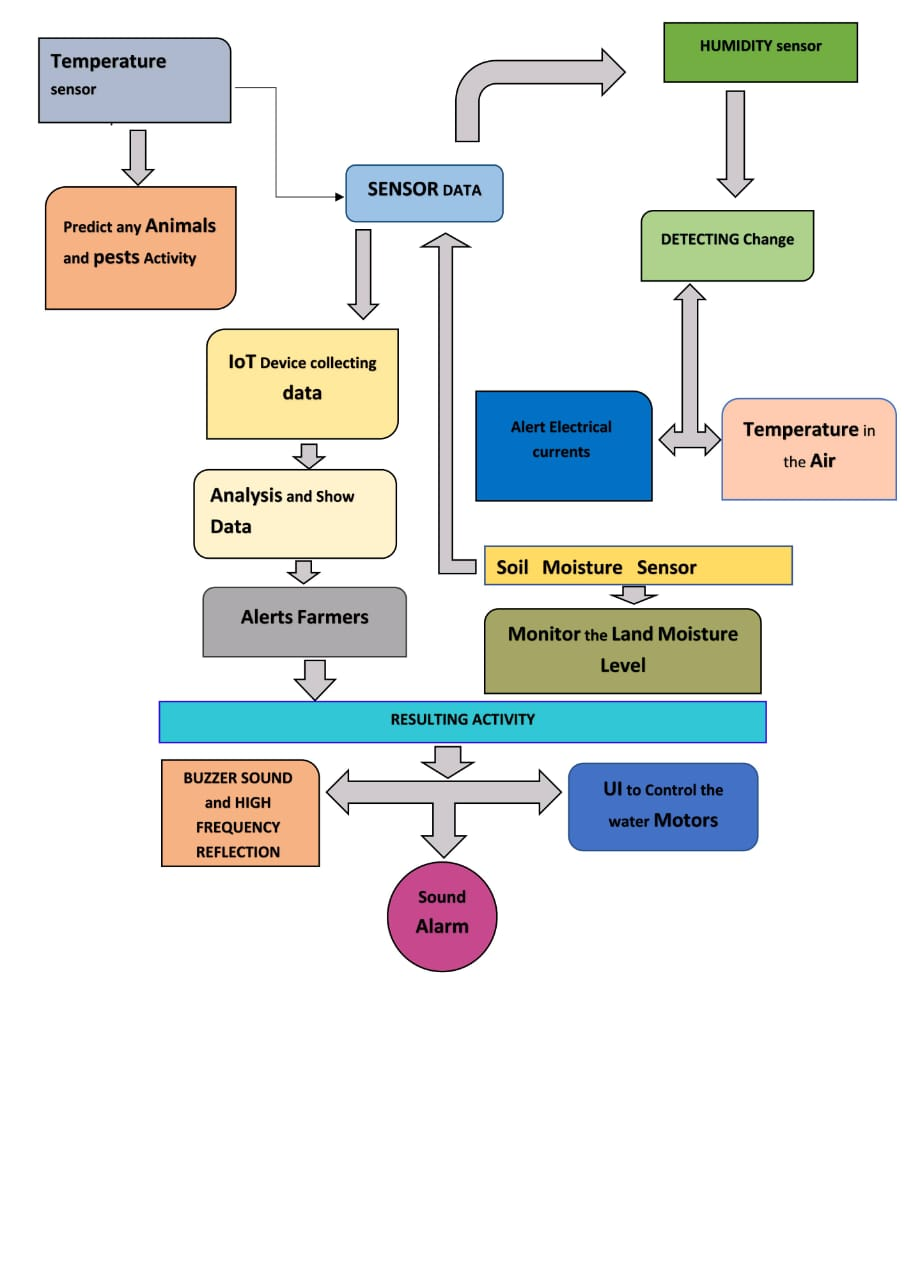 Temperature
sensor
HUMIDITY sensor
SENSOR DATA
Predict any Animals
and pests Activity
DETECTING Change
IoT Device collecting
data
Alert Electrical
currents
Temperature in
the Air
Analysis and Show
Data
Soil Moisture Sensor
Alerts Farmers
Monitor the Land Moisture
Level
RESULTING ACTIVITY
BUZZER SOUND
and HIGH
FREQUENCY
REFLECTION
UI to Control the
water Motors
Sound
Alarm